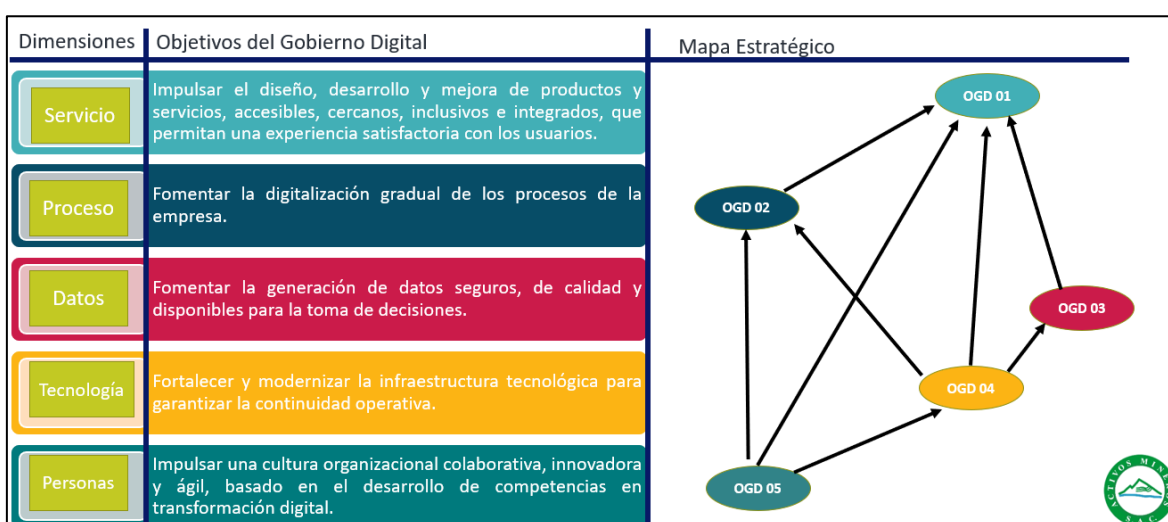 Dimensiones
Objetivos del Gobierno Digital
Mapa Estratégico
Servicio
Impulsar el diseño, desarrollo y mejora de productos y
servicios, accesibles, cercanos, inclusivos e integrados, que
permitan una experiencia satisfactoria con los usuarios.
Proceso
Fomentar la digitalización gradual de los procesos de la
empresa.
Datos
Fomentar la generación de datos seguros, de calidad y
disponibles para la toma de decisiones.
Tecnología
Fortalecer y modernizar la infraestructura tecnológica para
garantizar la continuidad operativa.
Personas
Impulsar una cultura organizacional colaborativa, innovadora
y ágil, basado en el desarrollo de competencias en
transformación digital.
OGD 01
OGD 02
OGD 03
OGD 04
OGD 05
ACTIVOS MINEROS
S.A.C.